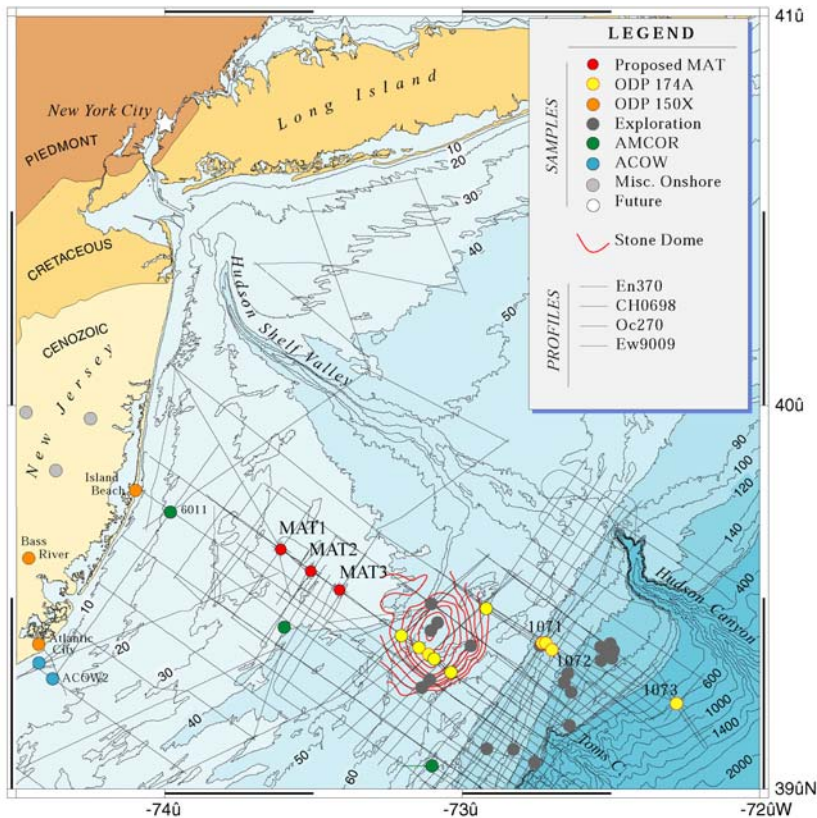 41û
LEGEND
SAMPLES
Proposed MAT
ODP 174A
ODP 150X
Exploration
AMCOR
ACOW
Misc. Onshore
Future
Stone Dome
PROFILES
En370
CH0698
Oc270
Ew9009
New York City
Long Island
PIEDMONT
10
20
30
40
50
CRETACEOUS
Hudson Shelf Valley
CENOZOIC
New Jersey
40û
90
100
120
140
400
Island
Beach
6011
MAT1
MAT2
MAT3
Bass
River
Hudson Canyon
10
Atlantic
City
ACOW2
20
30
40
50
60
1071
1072
1073
600
1000
1400
2000
Toms C.
39ûN
-74û
-73û
-72ûW